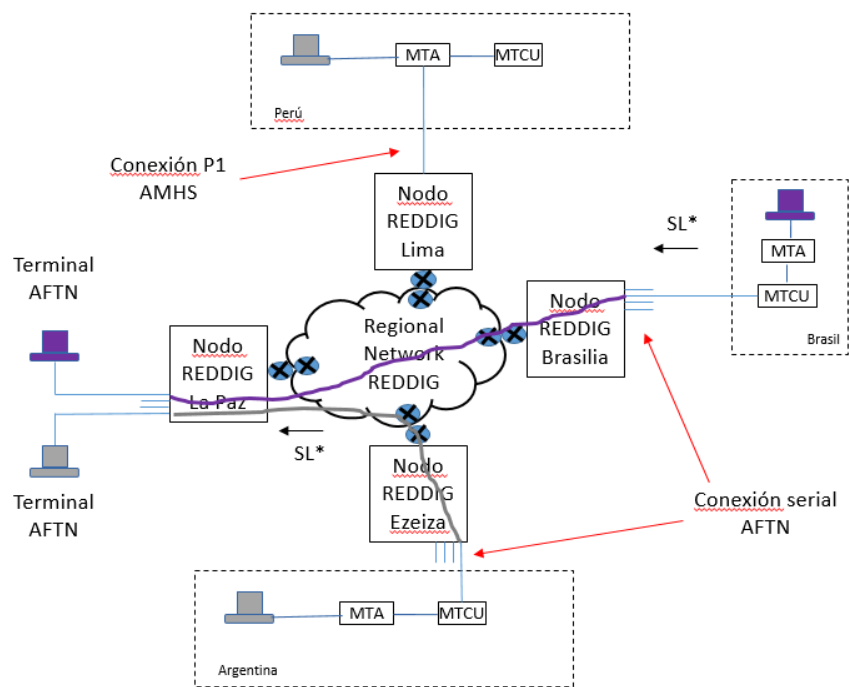 MTA
MTCU
Perú
Conexión P1
AMHS
Nodo
REDDIG
Lima
SL*
MTA
MTCU
Brasil
Terminal
AFTN
Nodo
REDDIG
Brasilia
Regional
Network
REDDIG
Nodo
REDDIG
La Paz
SL*
Terminal
AFTN
Nodo
REDDIG
Ezeiza
Conexión serial
AFTN
MTA
MTCU
Argentina